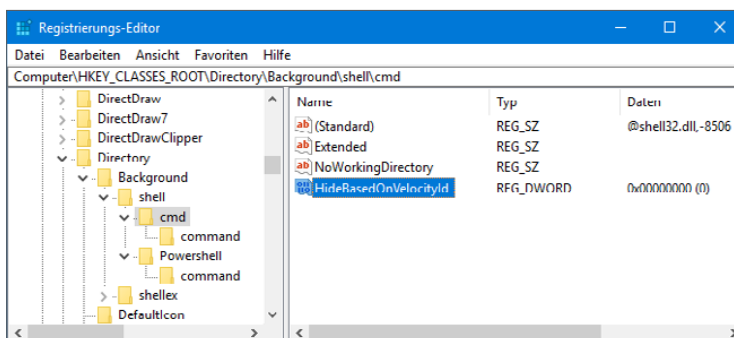 Registrierungs-Editor
Datei Bearbeiten Ansicht Favoriten Hilfe
Computer\HKEY_CLASSES_ROOT\Directory\Background\shell\cmd
DirectDraw
DirectDraw7
DirectDrawClipper
Directory
Background
shell
cmd
command
Powershell
command
shellex
DefaultIcon
Name Typ Daten
(Standard) REG_SZ @shell32.dll,-8506
Extended REG_SZ
NoWorkingDirectory REG_SZ
HideBasedOnVelocityId REG_DWORD 0x00000000 (0)